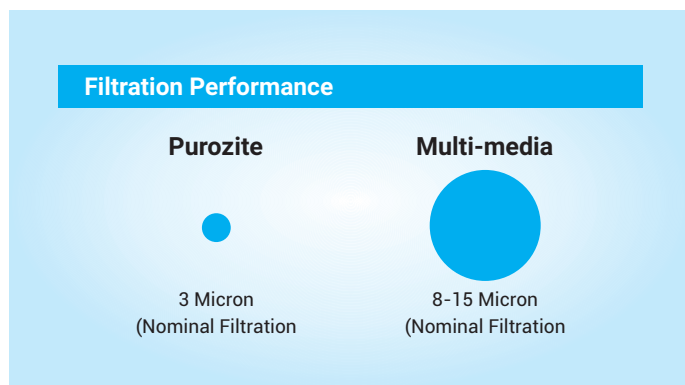 Filtration Performance
Purozite
Multi-media
3 Micron
(Nominal Filtration
8-15 Micron
(Nominal Filtration